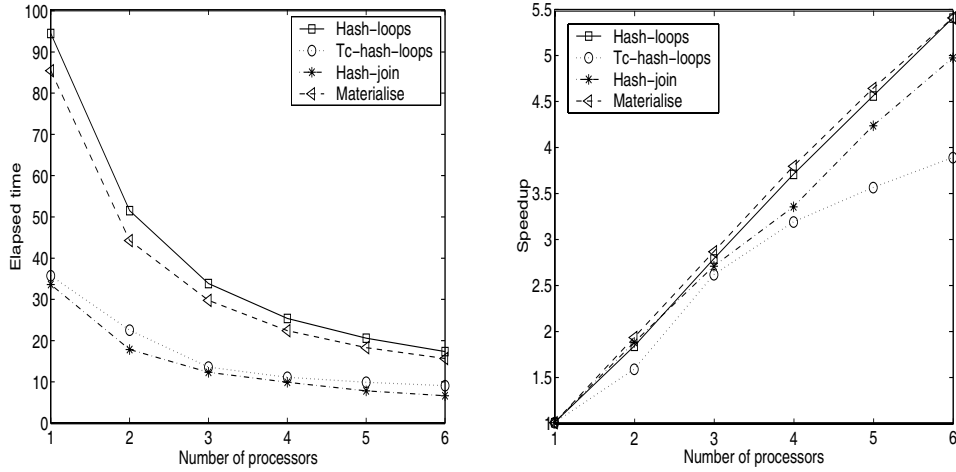 100
90
80
70
60
50
40
30
20
10
0
Elapsed time
Hash-loops
Tc-hash-loops
Hash-join
Materialise
1 2 3 4 5 6
Number of processors
5.5
5
4.5
4
3.5
3
2.5
2
1.5
1
Speedup
Hash-loops
Tc-hash-loops
Hash-join
Materialise
1 2 3 4 5 6
Number of processors